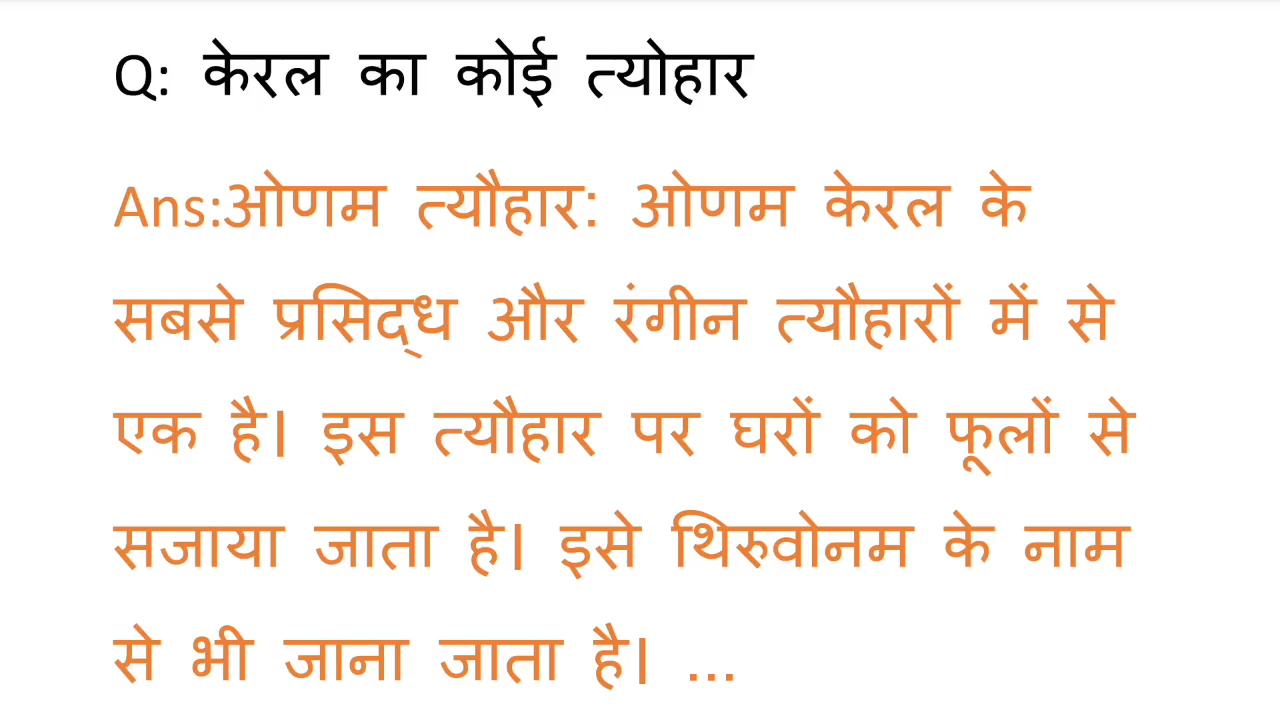 Q: केरल का कोई त्योहार
Ans:ओणम त्यौहार: ओणम केरल के
सबसे प्रसिद्ध और रंगीन त्यौहारों में से
एक है। इस त्यौहार पर घरों को फूलों से
सजाया जाता है। इसे थिरुवोनम के नाम
से भी जाना जाता है। ...